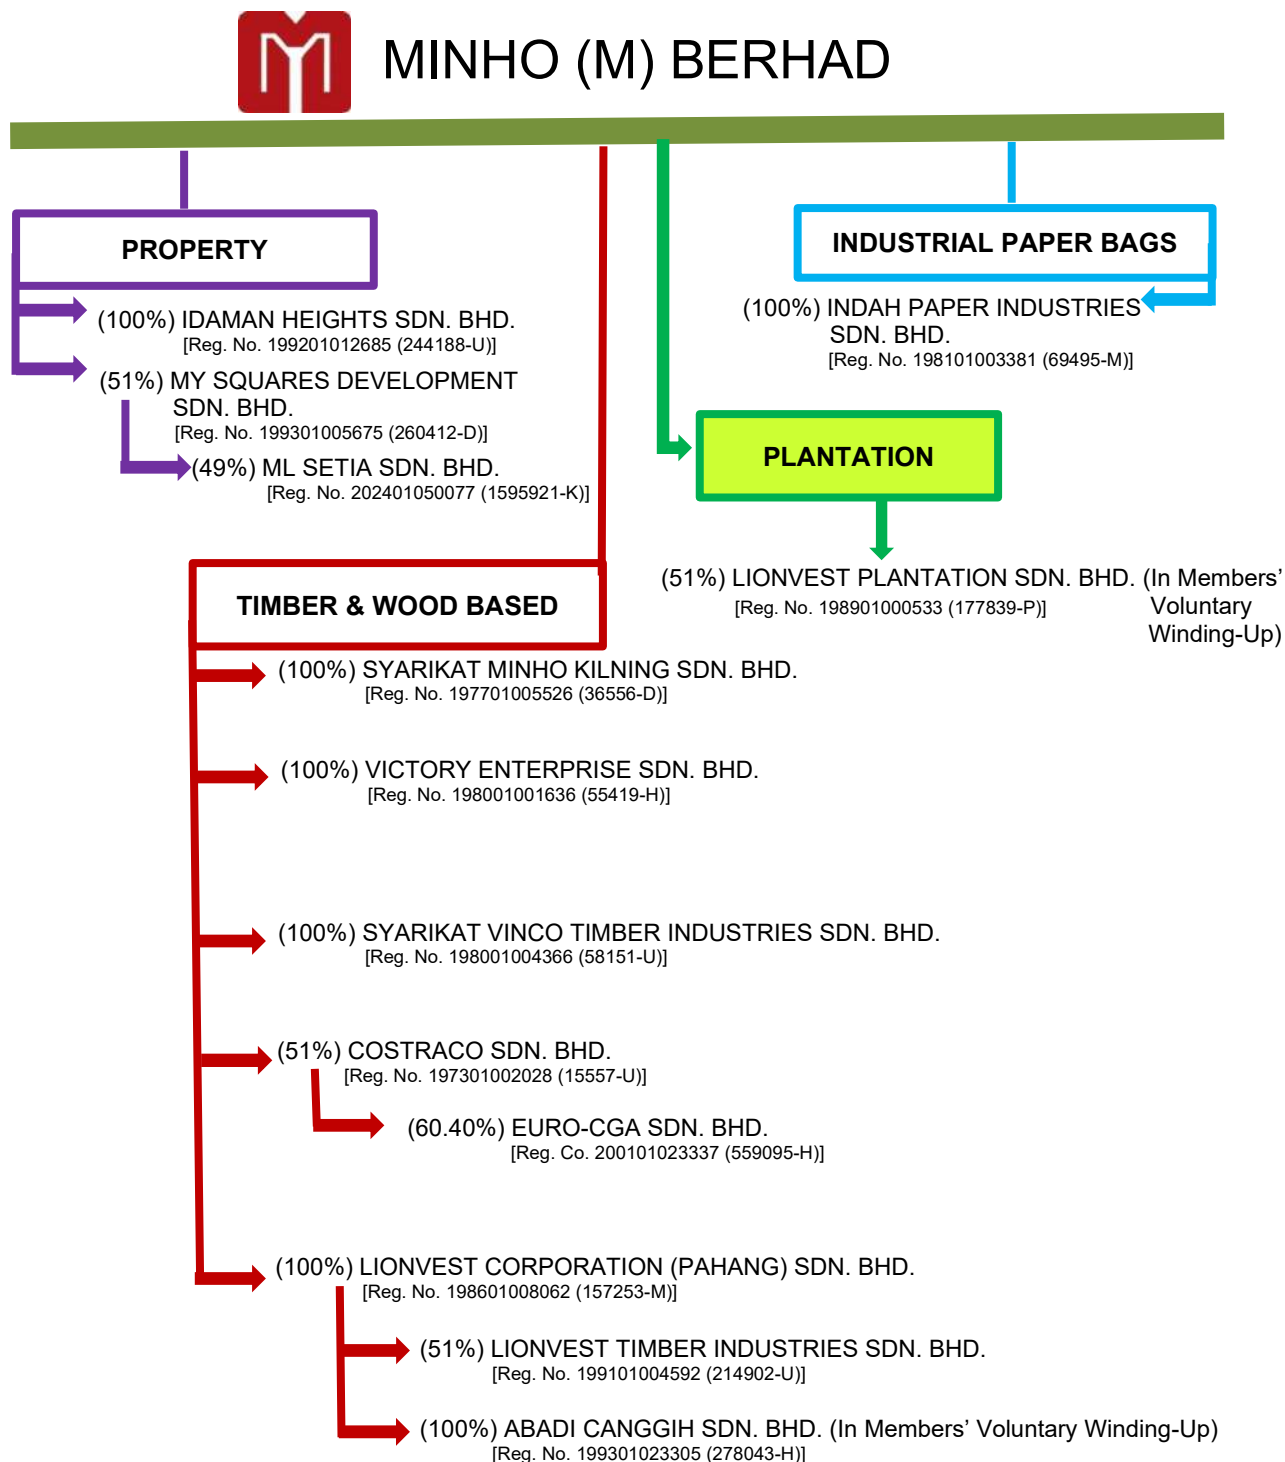 MINHO (M) BERHAD
PROPERTY
(100%) IDAMAN HEIGHTS SDN. BHD.
[Reg. No. 199201012685 (244188-U)]
(51%) MY SQUARES DEVELOPMENT
SDN. BHD.
[Reg. No. 199301005675 (260412-D)]
(49%) ML SETIA SDN. BHD.
[Reg. No. 202401050077 (1595921-K)]
INDUSTRIAL PAPER BAGS
(100%) INDAH PAPER INDUSTRIES
SDN. BHD.
[Reg. No. 198101003381 (69495-M)]
PLANTATION
(51%) LIONVEST PLANTATION SDN. BHD. (In Members’
[Reg. No. 198901000533 (177839-P)]
Voluntary
Winding-Up)
TIMBER & WOOD BASED
(100%) SYARIKAT MINHO KILNING SDN. BHD.
[Reg. No. 197701005526 (36556-D)]
(100%) VICTORY ENTERPRISE SDN. BHD.
[Reg. No. 198001001636 (55419-H)]
(100%) SYARIKAT VINCO TIMBER INDUSTRIES SDN. BHD.
[Reg. No. 198001004366 (58151-U)]
(51%) COSTRACO SDN. BHD.
[Reg. No. 197301002028 (15557-U)]
(60.40%) EURO-CGA SDN. BHD.
[Reg. Co. 200101023337 (559095-H)]
(100%) LIONVEST CORPORATION (PAHANG) SDN. BHD.
[Reg. No. 198601008062 (157253-M)]
(51%) LIONVEST TIMBER INDUSTRIES SDN. BHD.
[Reg. No. 199101004592 (214902-U)]
(100%) ABADI CANGGIH SDN. BHD. (In Members’ Voluntary Winding-Up)
[Reg. No. 199301023305 (278043-H)]